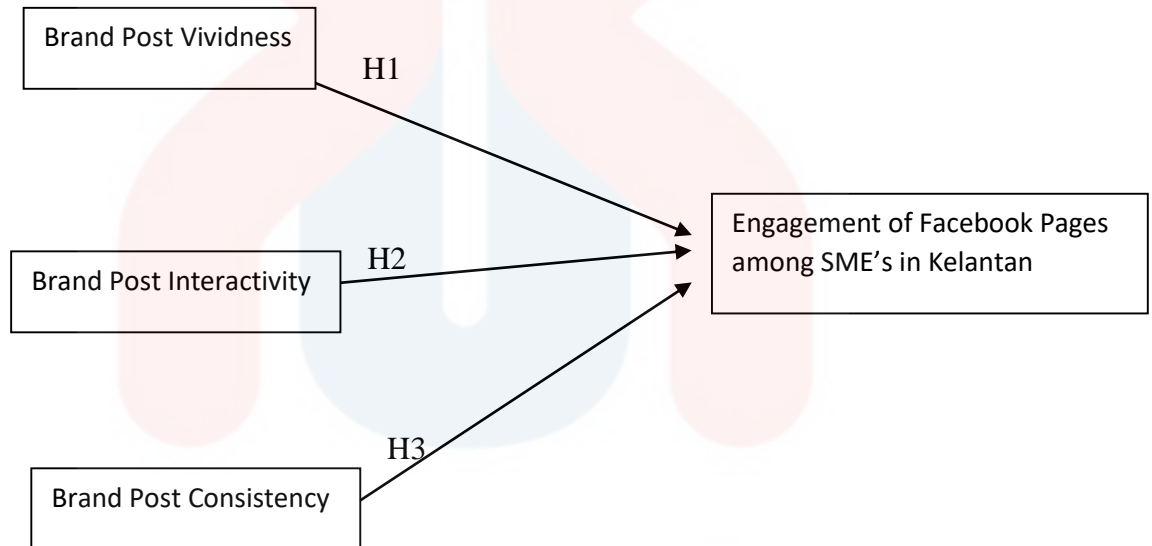 Brand Post Vividness
H1
Engagement of Facebook Pages
among SME's in Kelantan
H2
Brand Post Interactivity
H3
Brand Post Consistency